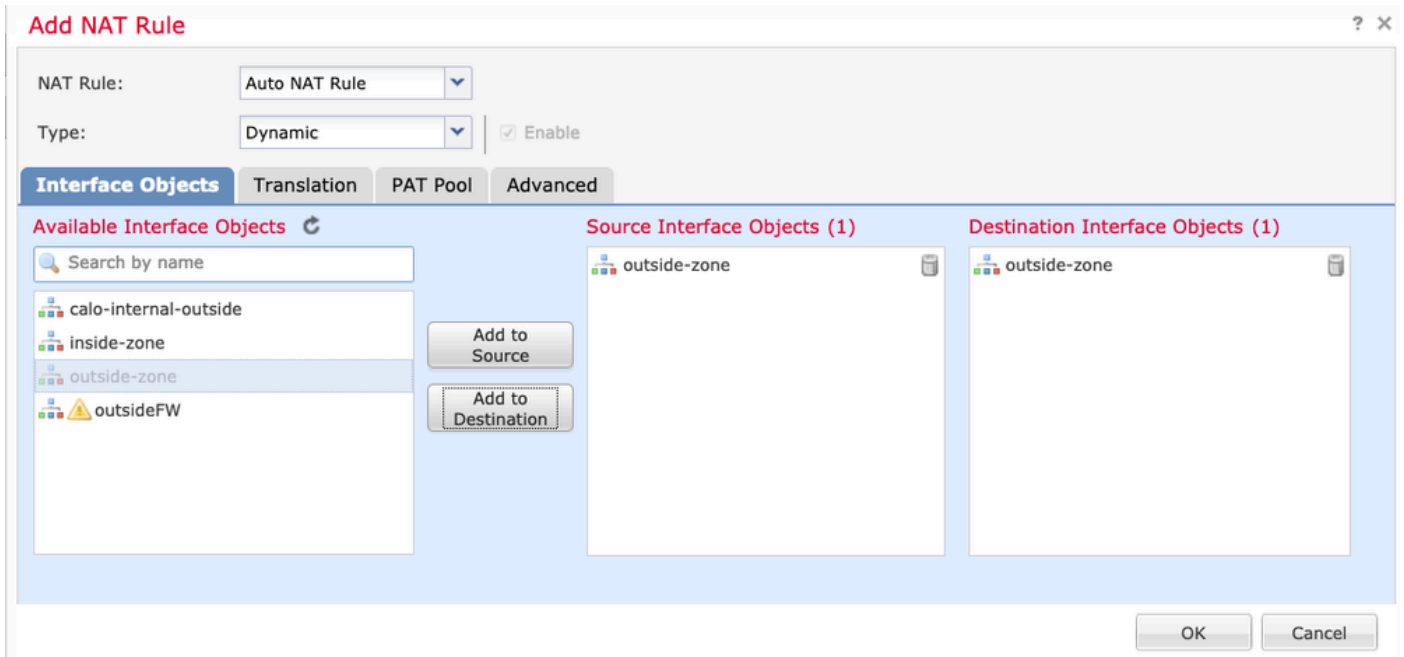 Add NAT Rule
? ×
NAT Rule: Auto NAT Rule
Type: Dynamic Enable
Interface Objects Translation PAT Pool Advanced
Available Interface Objects
Source Interface Objects (1)
Destination Interface Objects (1)
Search by name
calo-internal-outside
inside-zone
outside-zone
outsideFW
Add to
Source
Add to
Destination
outside-zone
outside-zone
OK Cancel